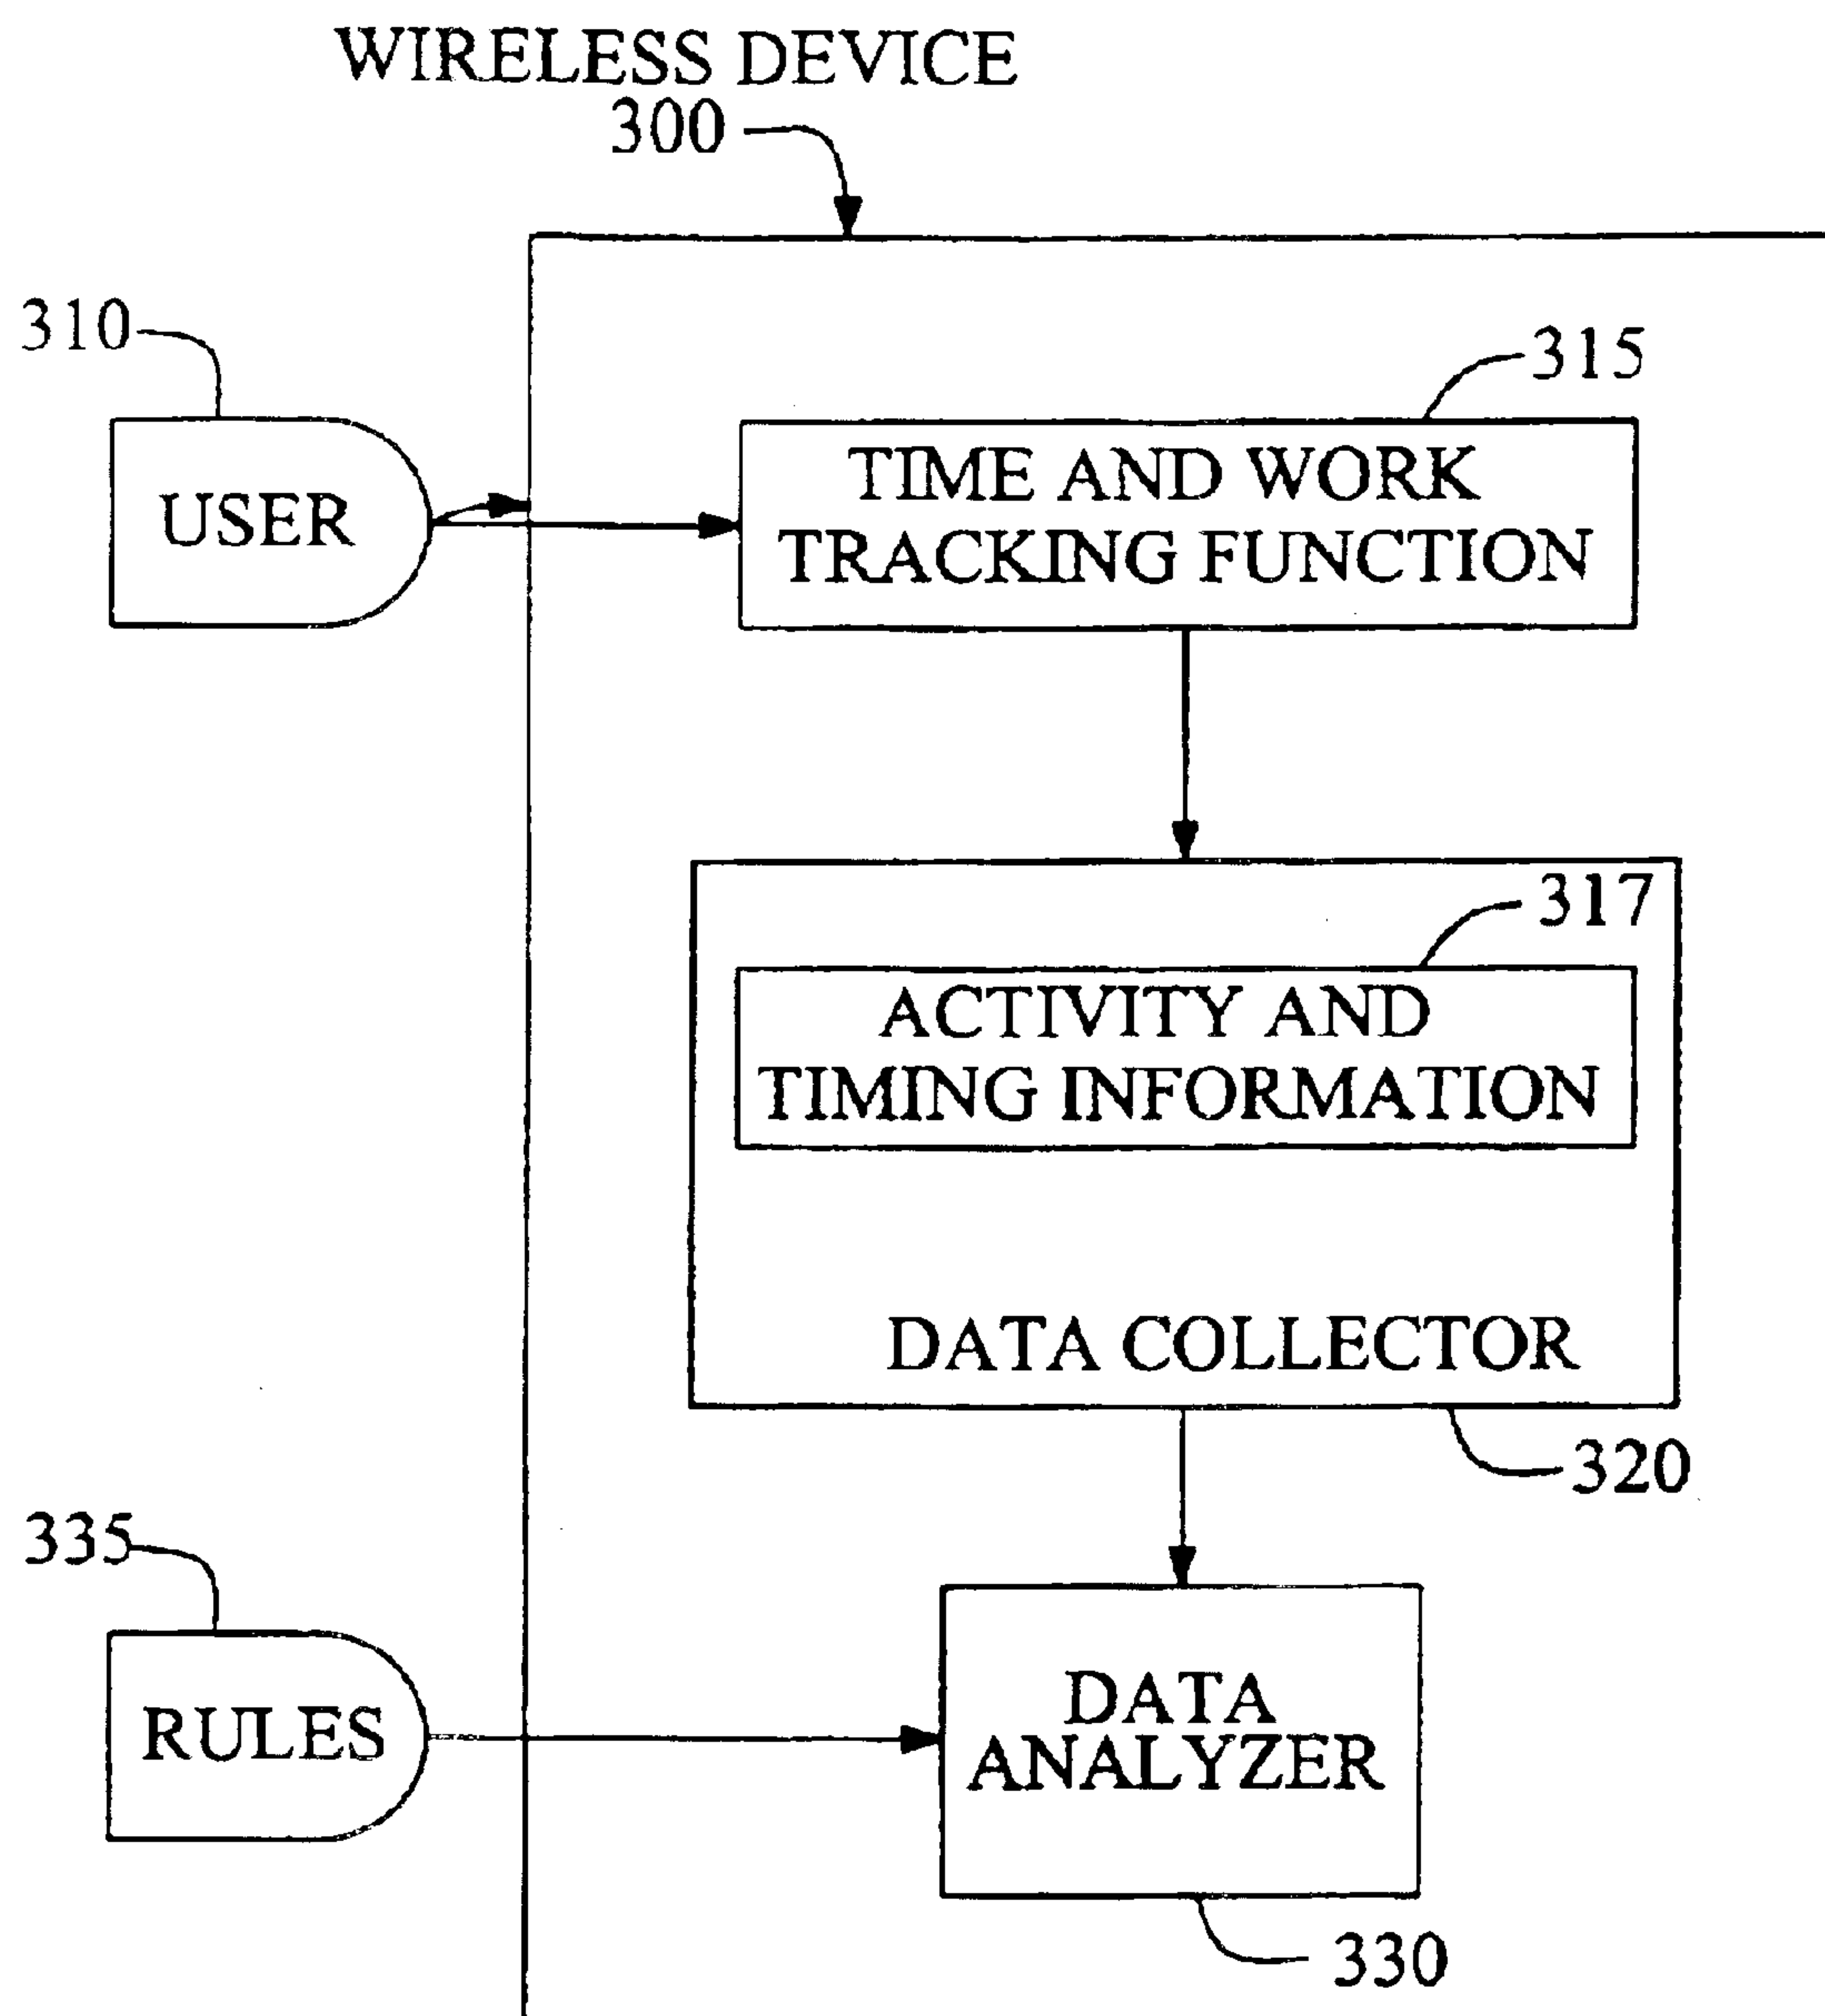 WIRELESS DEVICE
300
310
315
USER
TIME AND WORK
TRACKING FUNCTION
317
ACTIVITY AND
TIMING INFORMATION
DATA COLLECTOR
320
335
RULES
DATA
ANALYZER
330